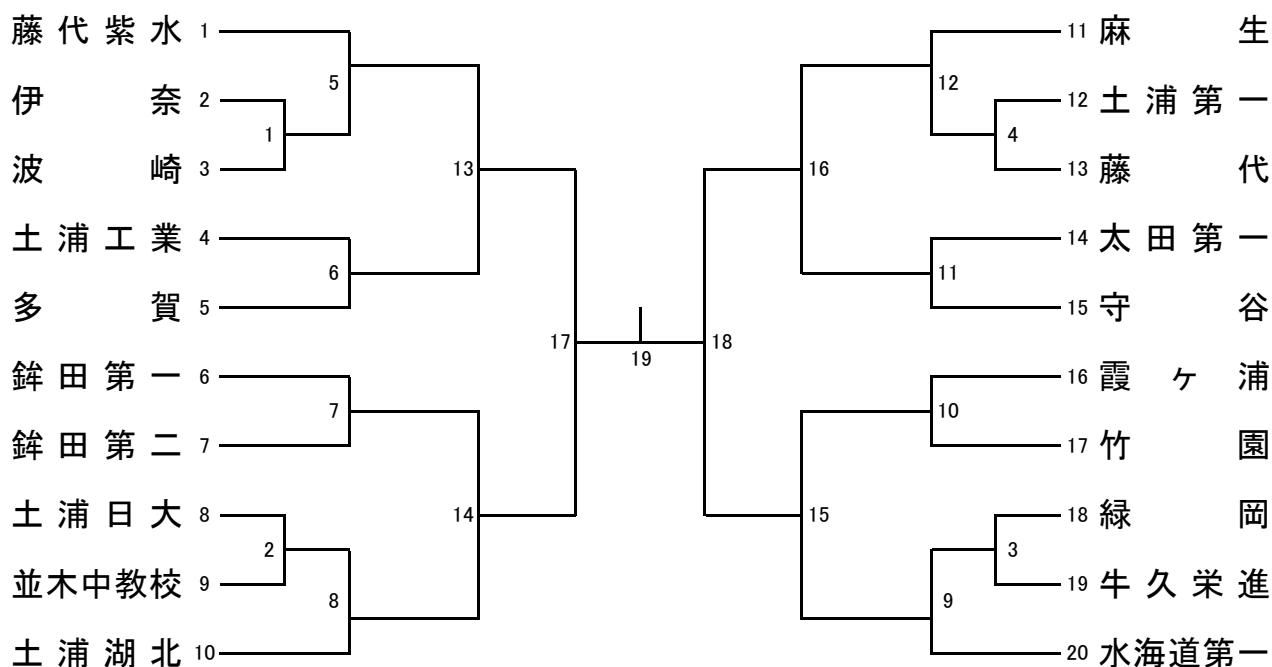 藤代紫水 1
伊奈 2
波崎 3
土浦工業 4
多賀 5
鉾田第一 6
鉾田第二 7
土浦日大 8
並木中教校 9
土浦湖北 10
1
2
5
6
7
8
13
14
17
19
18
16
15
12
11
10
9
4
3
11 麻生
12 土浦第一
13 藤代
14 太田第一
15 守谷
16 霞ヶ浦
17 竹園
18 緑岡
19 牛久栄進
20 水海道第一